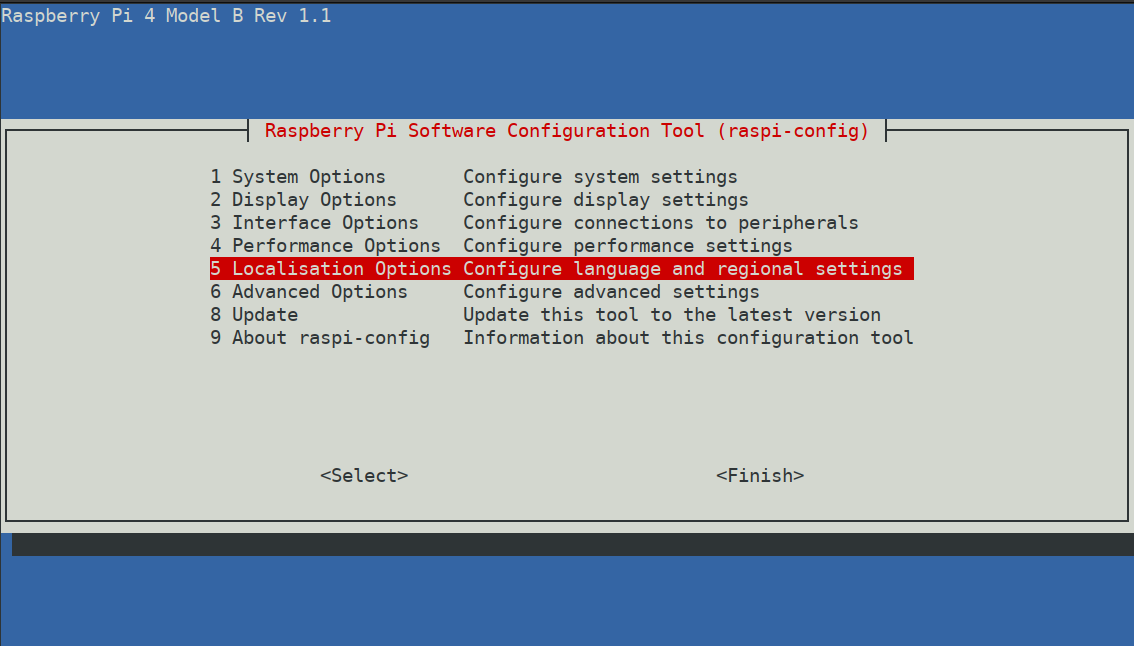 Raspberry Pi 4 Model B Rev 1.1
Raspberry Pi Software Configuration Tool (raspi-config)
1 System Options Configure system settings
2 Display Options Configure display settings
3 Interface Options Configure connections to peripherals
4 Performance Options Configure performance settings
5 Localisation Options Configure language and regional settings
6 Advanced Options Configure advanced settings
8 Update Update this tool to the latest version
9 About raspi-config Information about this configuration tool
<Select> <Finish>